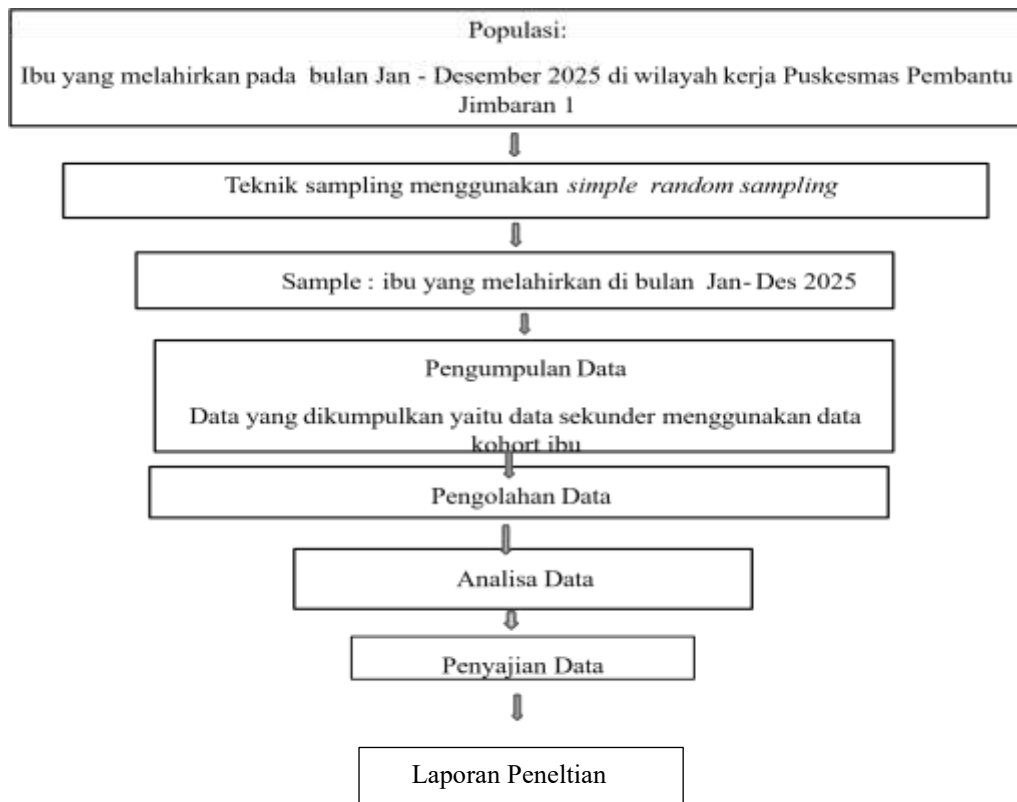 Populasi:
Ibu yang melahirkan pada bulan Jan - Desember 2025 di wilayah kerja Puskesmas Pembantu
Jimbaran 1
Teknik sampling menggunakan simple random sampling
Sample : ibu yang melahirkan di bulan Jan- Des 2025
Pengumpulan Data
Data yang dikumpulkan yaitu data sekunder menggunakan data
kohort ibu
Pengolahan Data
Analisa Data
Penyajian Data
Laporan Peneltian